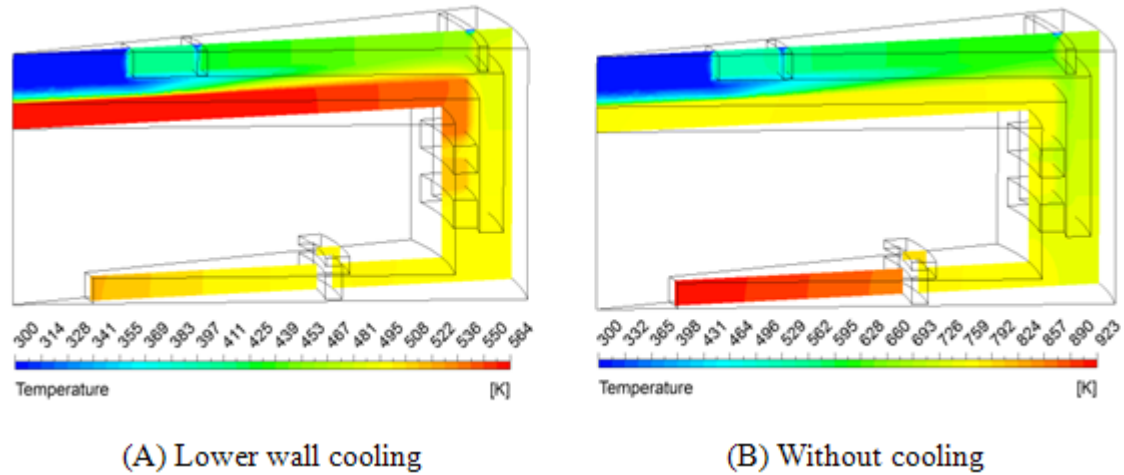 300 314 328 341 355 369 383 397 411 425 439 453 467 481 495 508 522 536 550 564
Temperature [K]
(A) Lower wall cooling
300 332 365 398 431 464 496 529 562 595 628 660 693 726 759 792 824 857 890 923
Temperature [K]
(B) Without cooling